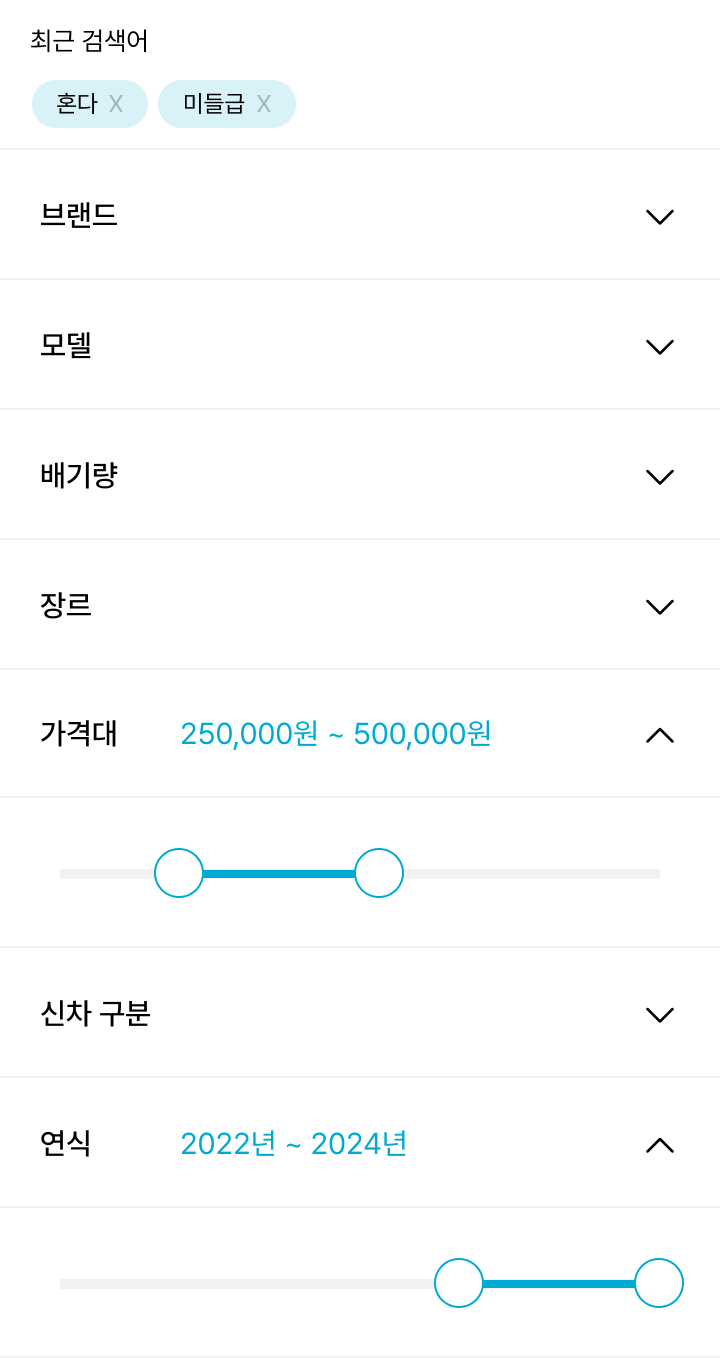 최근 검색어
혼다 X 미들급 X
브랜드
모델
배기량
장르
가격대 250,000원 ~ 500,000원
신차 구분
연식 2022년 ~ 2024년